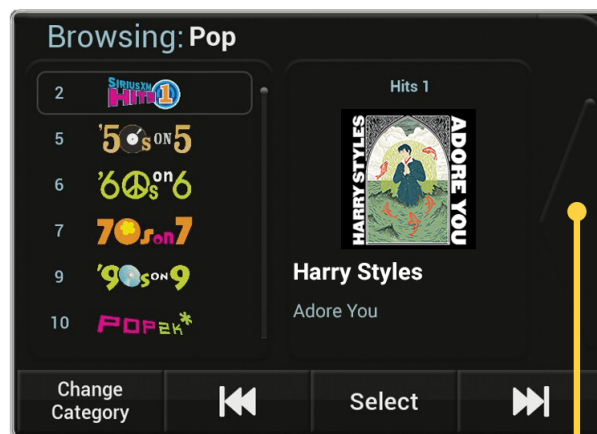 Browsing: Pop
2 SIRIUSXM HITS 1
5 '50s ON 5
6 '60s on 6
7 70s on 7
9 '90s ON 9
10 POP2K*
Hits 1
HARRY STYLES
ADORE YOU
Harry Styles
Adore You
Change
Category
Select